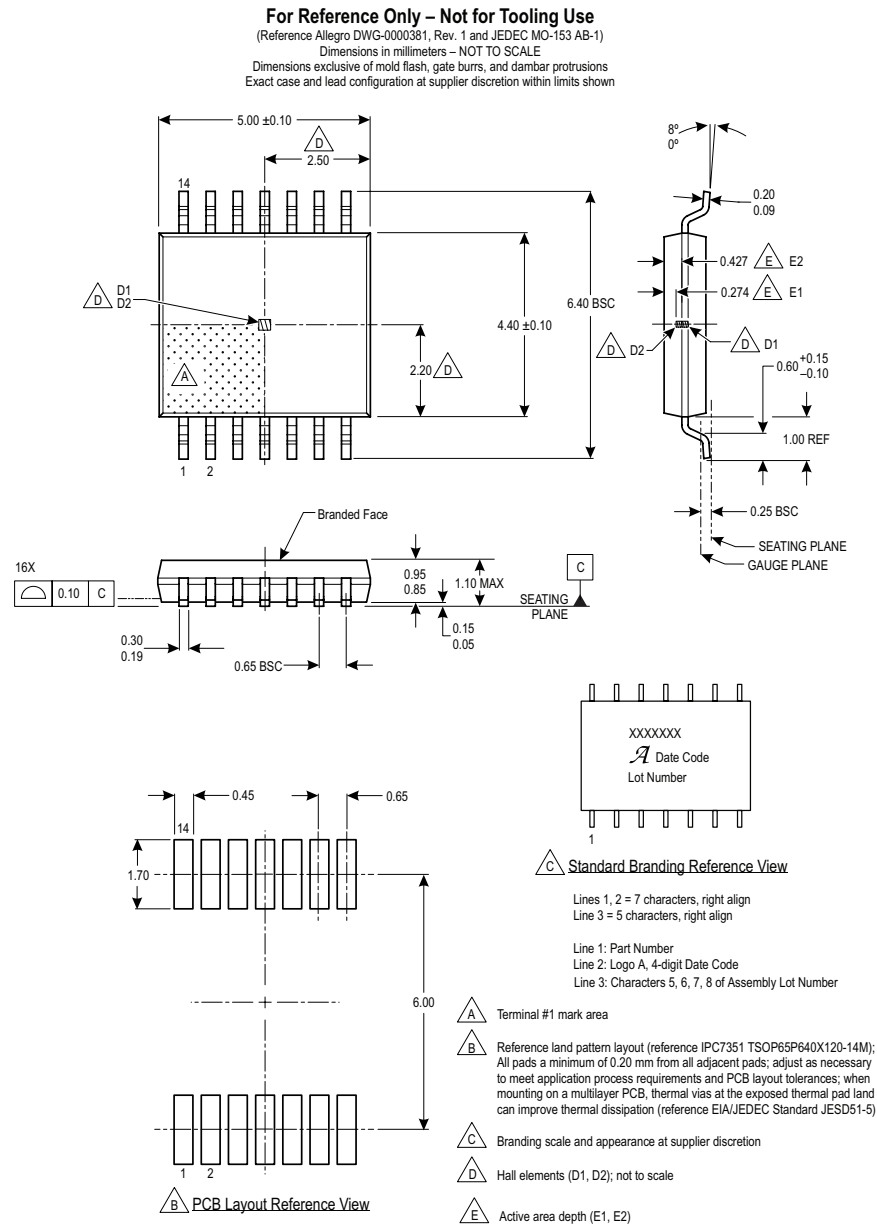 For Reference Only – Not for Tooling Use
(Reference Allegro DWG-0000381, Rev. 1 and JEDEC MO-153 AB-1)
Dimensions in millimeters – NOT TO SCALE
Dimensions exclusive of mold flash, gate burrs, and dambar protrusions
Exact case and lead configuration at supplier discretion within limits shown
5.00 ±0.10
D
2.50
14
D D1
D2
A
2.20 D
4.40 ±0.10
6.40 BSC
1 2
8º
0º
0.20
0.09
0.427 E E2
0.274 E E1
D D2
D D1
0.60 +0.15
–0.10
1.00 REF
0.25 BSC
SEATING PLANE
GAUGE PLANE
Branded Face
16X
0.10 C
0.95
0.85
1.10 MAX
C
SEATING
PLANE
0.15
0.05
0.30
0.19
0.65 BSC
XXXXXXX
A Date Code
Lot Number
1
C Standard Branding Reference View
Lines 1, 2 = 7 characters, right align
Line 3 = 5 characters, right align
Line 1: Part Number
Line 2: Logo A, 4-digit Date Code
Line 3: Characters 5, 6, 7, 8 of Assembly Lot Number
0.45
0.65
14
1.70
6.00
1 2
B PCB Layout Reference View
A Terminal #1 mark area
B Reference land pattern layout (reference IPC7351 TSOP65P640X120-14M);
All pads a minimum of 0.20 mm from all adjacent pads; adjust as necessary
to meet application process requirements and PCB layout tolerances; when
mounting on a multilayer PCB, thermal vias at the exposed thermal pad land
can improve thermal dissipation (reference EIA/JEDEC Standard JESD51-5)
C Branding scale and appearance at supplier discretion
D Hall elements (D1, D2); not to scale
E Active area depth (E1, E2)